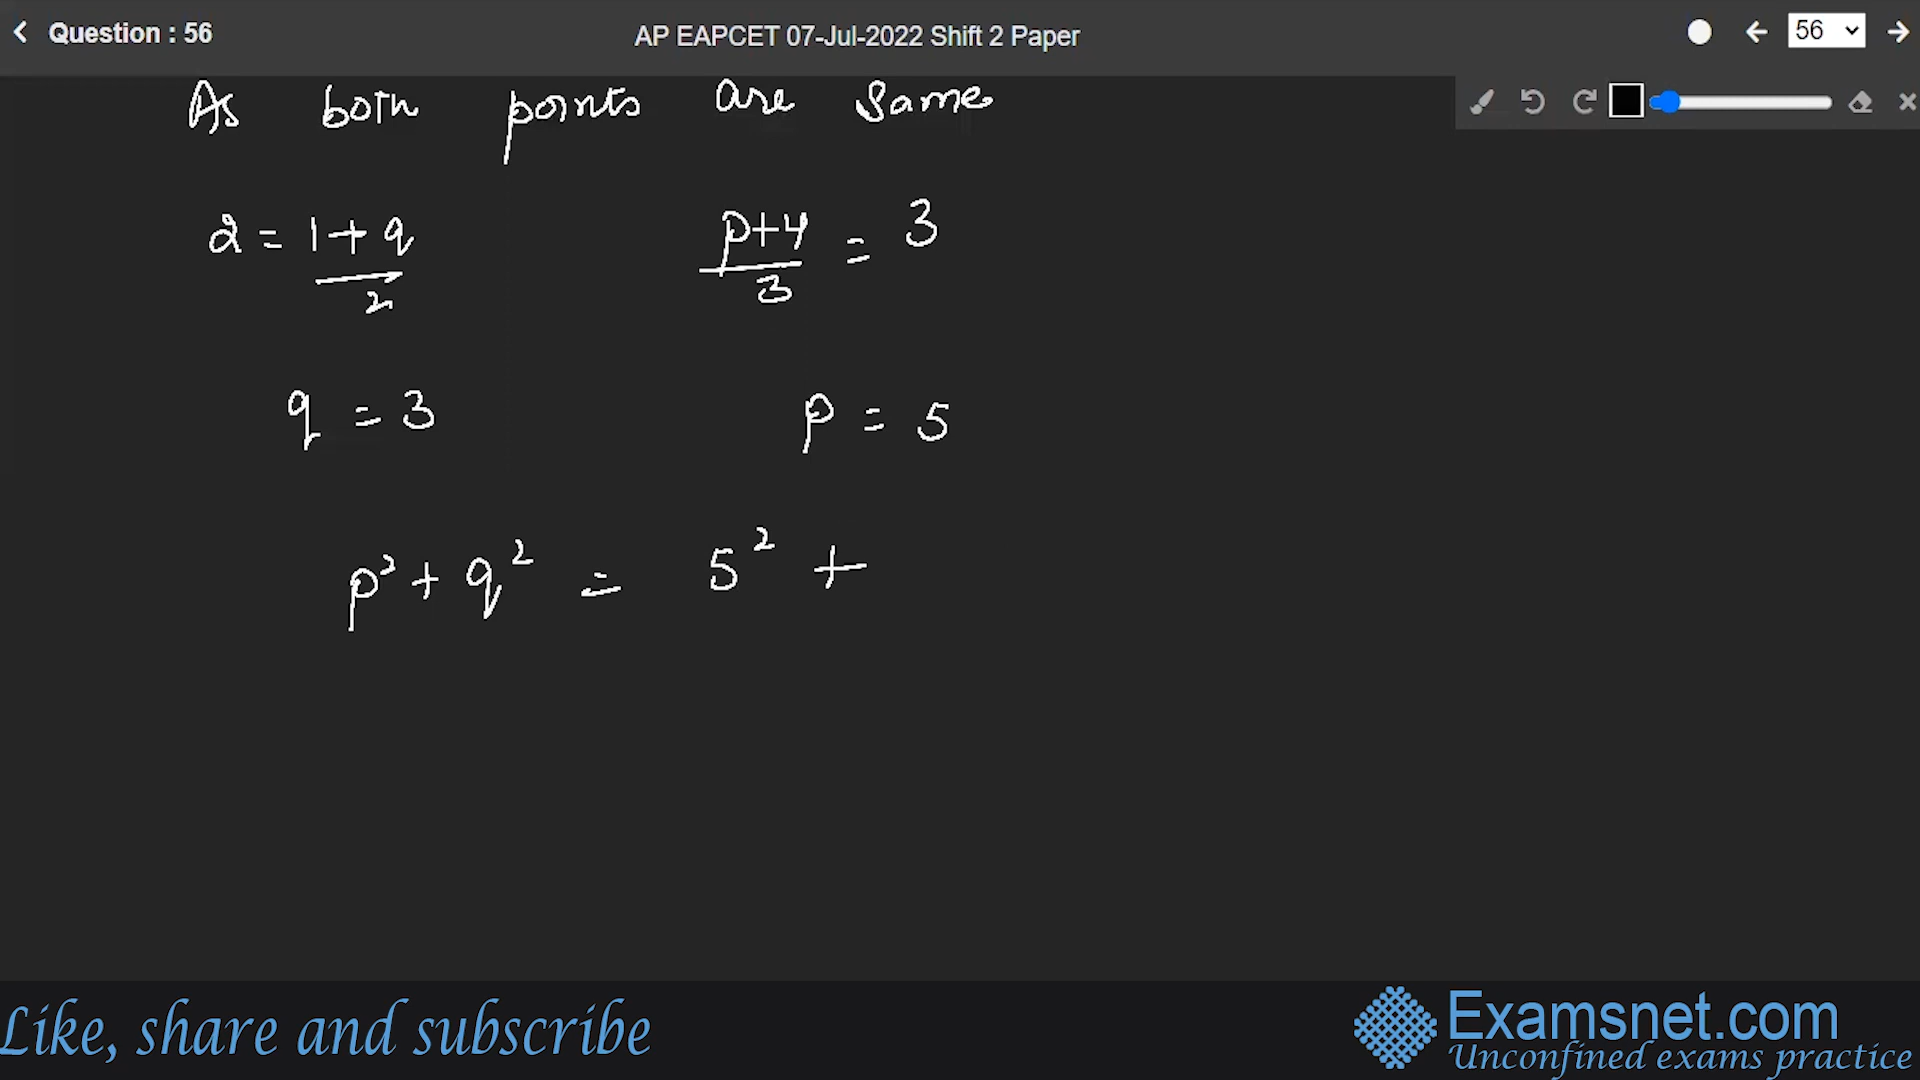 Question : 56
AP EAPCET 07-Jul-2022 Shift 2 Paper
56
As both points are same
2 = 1+q/2
p+4/3 = 3
q = 3
p = 5
p² + q² = 5² +
Like, share and subscribe
Examsnet.com
Unconfined exams practice